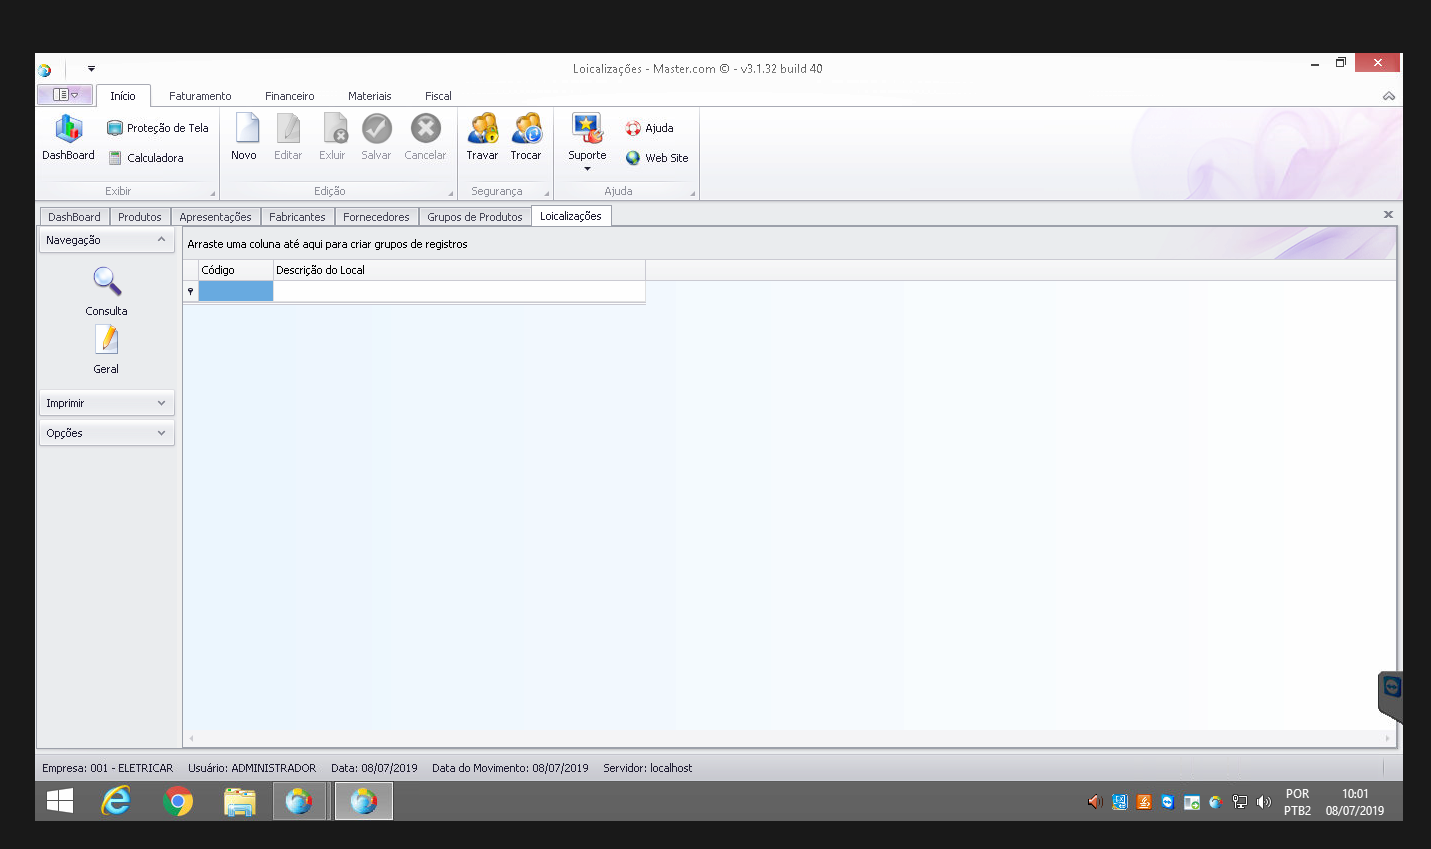 Loicalizações - Master.com © - v3.1.32 build 40
Início Faturamento Financeiro Materiais Fiscal
DashBoard
Proteção de Tela
Calculadora
Exibir
Novo Editar Exluir Salvar Cancelar
Edição
Travar Trocar
Segurança
Suporte
Ajuda
Web Site
Ajuda
DashBoard Produtos Apresentações Fabricantes Fornecedores Grupos de Produtos Loicalizações
Navegação
Consulta
Geral
Imprimir
Opções
Arraste uma coluna até aqui para criar grupos de registros
Código Descrição do Local
Empresa: 001 - ELETRICAR Usuário: ADMINISTRADOR Data: 08/07/2019 Data do Movimento: 08/07/2019 Servidor: localhost
POR 10:01
PTB2 08/07/2019